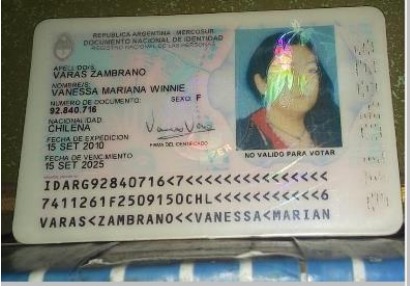 REPUBLICA ARGENTINA - MERCOSUR
DOCUMENTO NACIONAL DE IDENTIDAD
REGISTRO NACIONAL DE LAS PERSONAS
APELLIDO/S
VARAS ZAMBRANO
NOMBRE/S
VANESSA MARIANA WINNIE
NUMERO DE DOCUMENTO: SEXO: F
92.840.716
NACIONALIDAD
CHILENA
FECHA DE EXPEDICION
15 SET 2010
FIRMA DEL CENSADO/A
FECHA DE VENCIMIENTO
15 SET 2025
NO VALIDO PARA VOTAR
IDARG92840716<7<<<<<<<<<<<<<<<
7411261F2509150CHL<<<<<<<<<<<6
VARAS<ZAMBRANO<<VANESSA<MARIAN